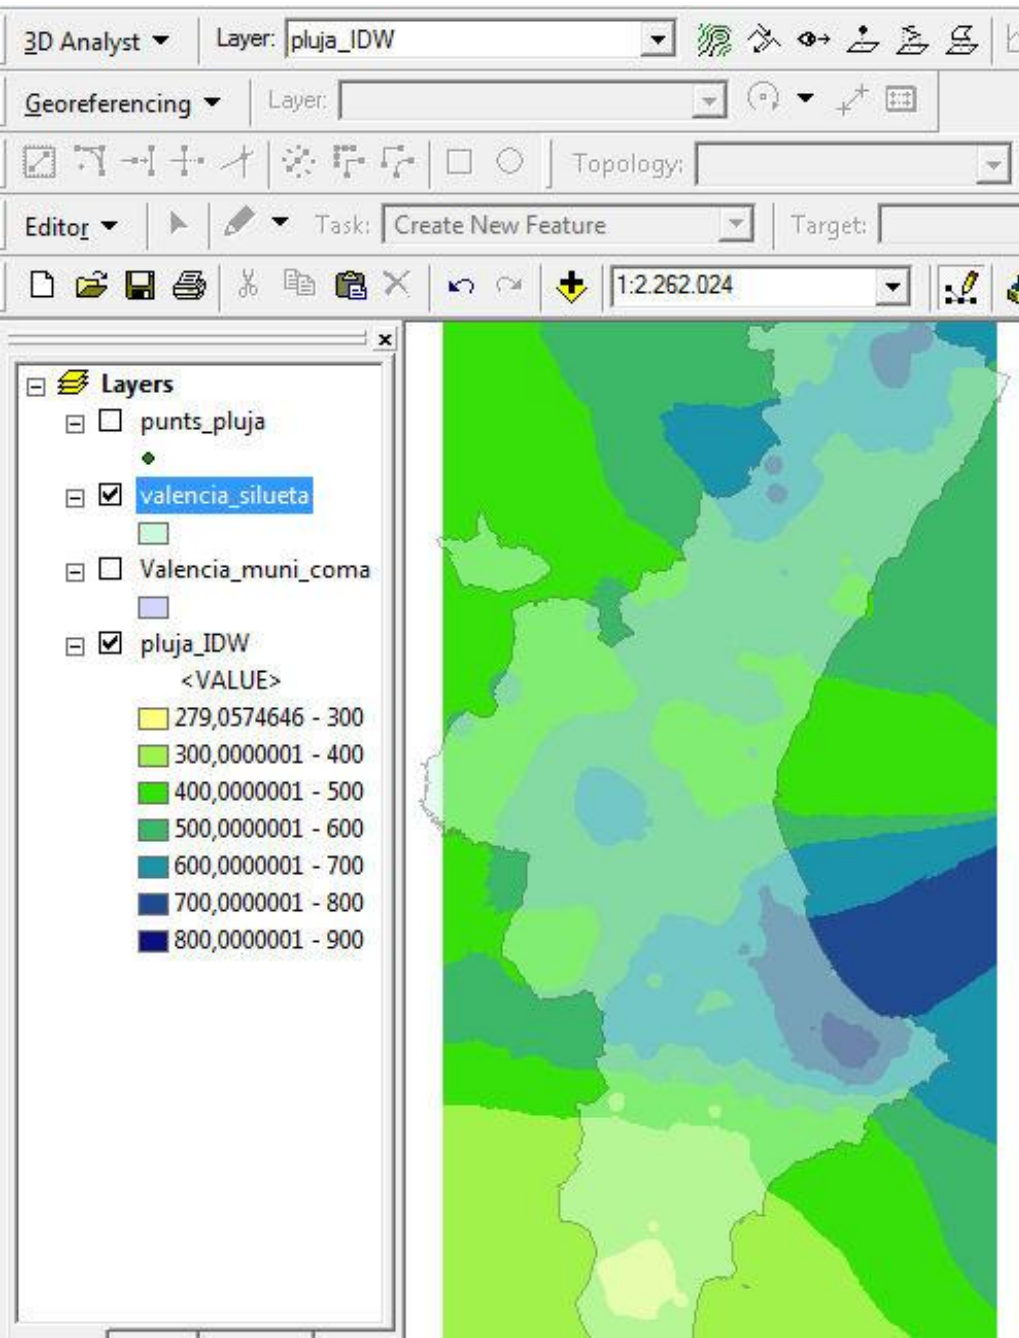 3D Analyst Layer: pluja_IDW
Georeferencing Layer:
Topology:
Editor Task: Create New Feature Target:
1:2.262.024
Layers
punts_pluja
valencia_silueta
Valencia_muni_coma
pluja_IDW
<VALUE>
279,0574646 - 300
300,0000001 - 400
400,0000001 - 500
500,0000001 - 600
600,0000001 - 700
700,0000001 - 800
800,0000001 - 900